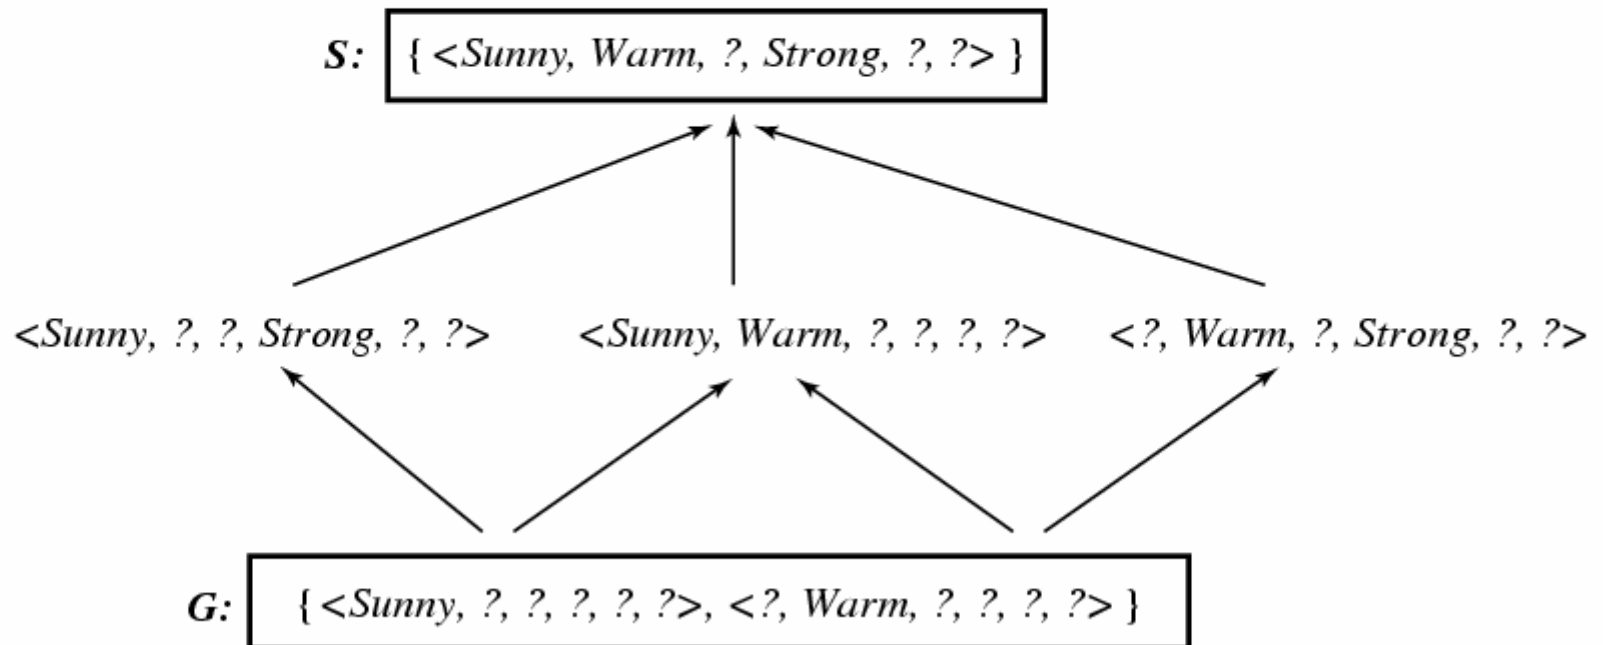 S: { <Sunny, Warm, ?, Strong, ?, ?> }
<Sunny, ?, ?, Strong, ?, ?> <Sunny, Warm, ?, ?, ?, ?> <?, Warm, ?, Strong, ?, ?>
G: { <Sunny, ?, ?, ?, ?, ?>, <?, Warm, ?, ?, ?, ?> }